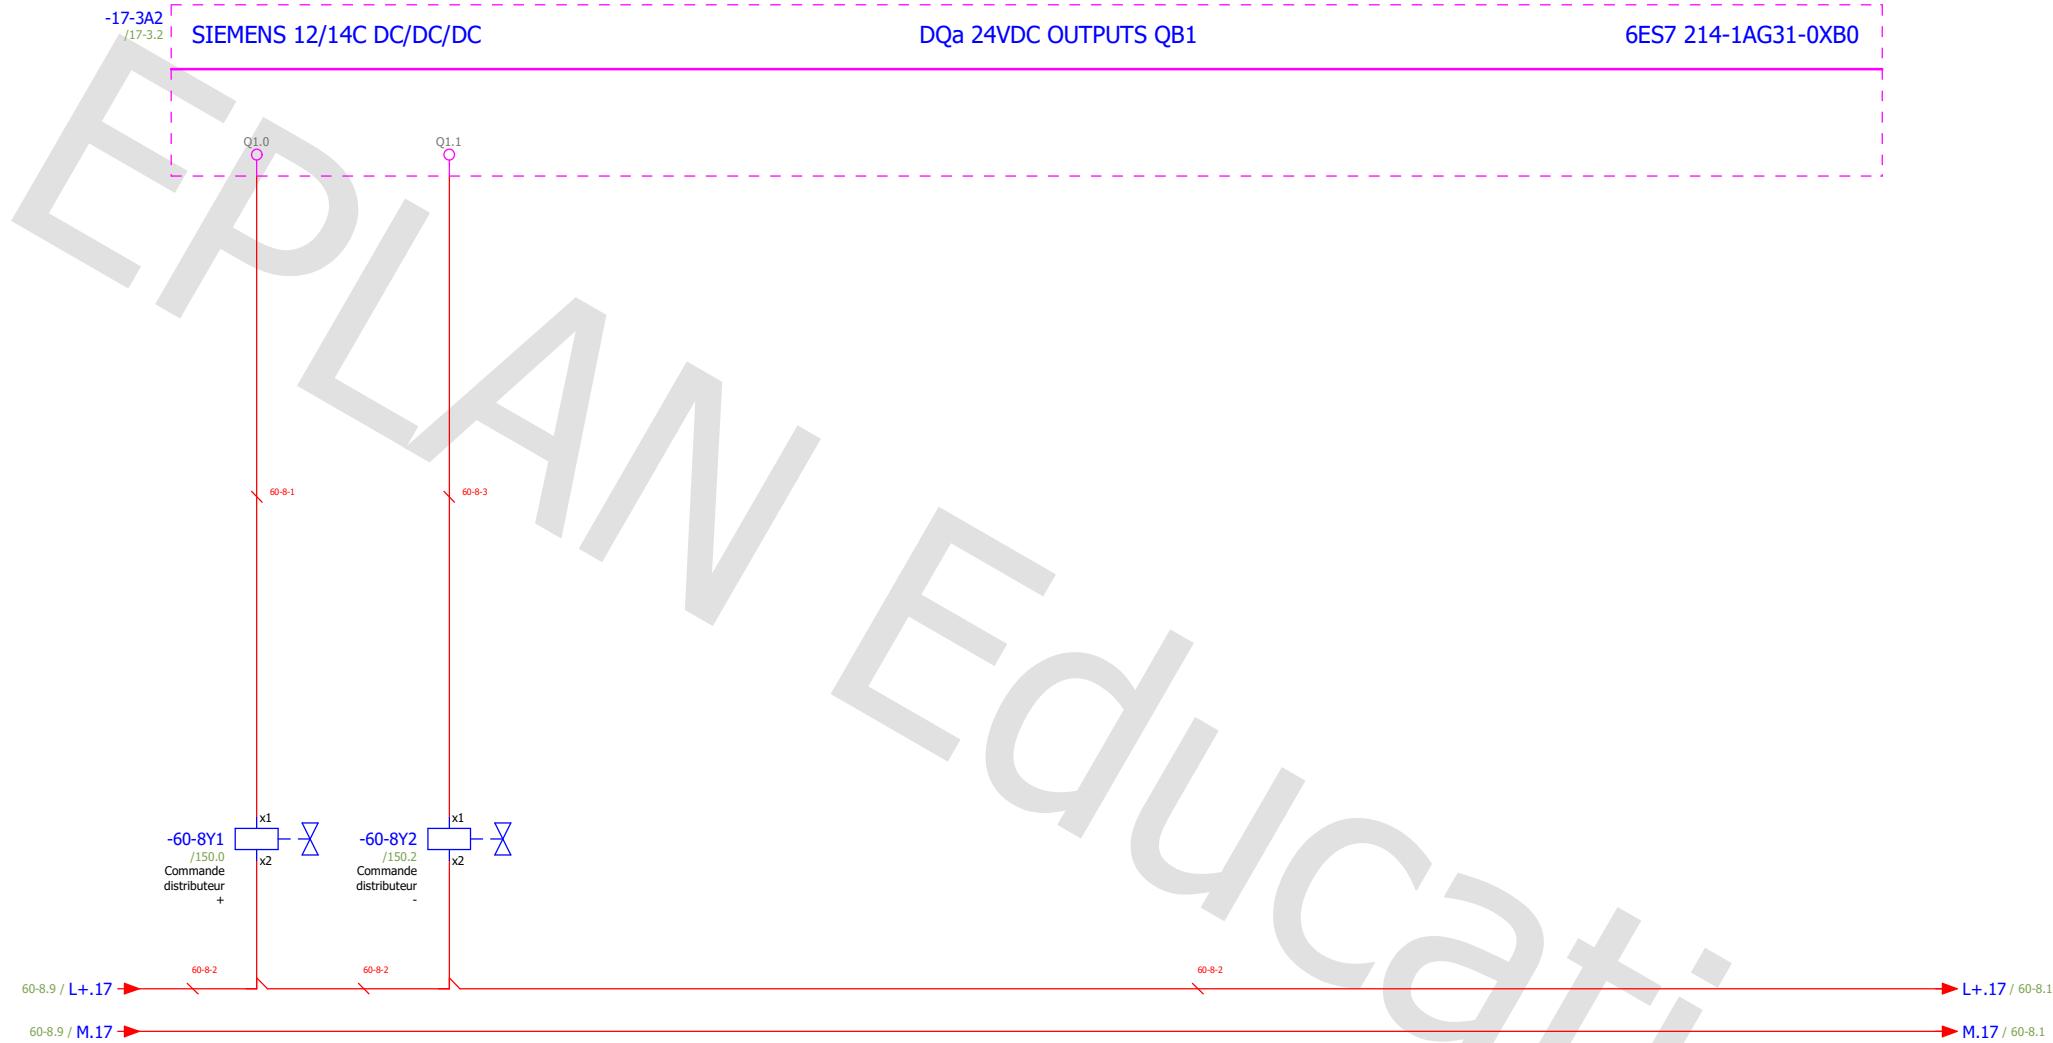 -17-3A2
/17-3.2
SIEMENS 12/14C DC/DC/DC
DQa 24VDC OUTPUTS QB1
6ES7 214-1AG31-0XB0
Q1.0
Q1.1
60-8-1
60-8-3
-60-8Y1
/150.0
Commande
distributeur
+
x1
x2
-60-8Y2
/150.2
Commande
distributeur
-
x1
x2
60-8-2
60-8-2
60-8-2
60-8.9 / L+.17
L+.17 / 60-8.1
60-8.9 / M.17
M.17 / 60-8.1
EPLAN Educati